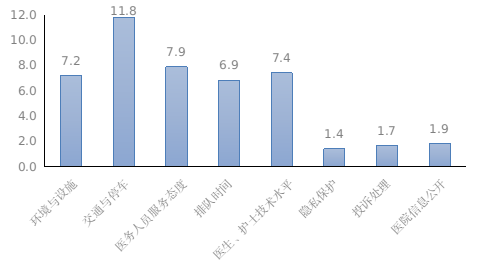 12.0
10.0
8.0
6.0
4.0
2.0
0.0
7.2
11.8
7.9
6.9
7.4
1.4
1.7
1.9
环境与设施
交通与停车
医务人员服务态度
排队时间
医生、护士技术水平
隐私保护
投诉处理
医院信息公开